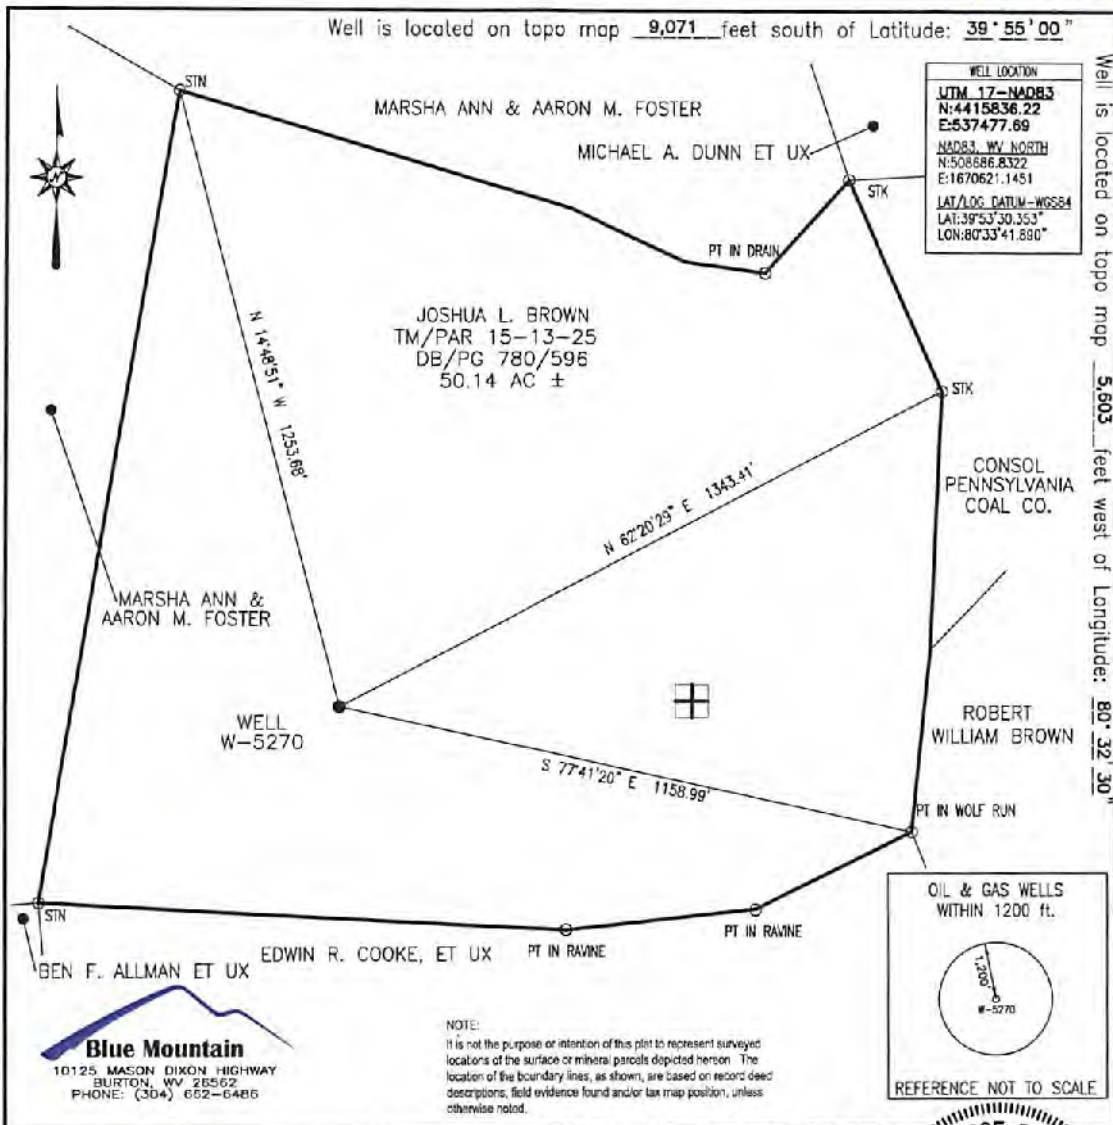 Well is located on topo map 9,071 feet south of Latitude: 39°55'00"
Well is located on topo map 5,603 feet west of Longitude: 80°32'30"
WELL LOCATION
UTM 17-NAD83
N:4415836.22
E:537477.69
NAD83, WV NORTH
N:508686.8322
E:1670621.1451
LAT/LOG DATUM-WGS84
LAT:39°53'30.353"
LON:80°33'41.890"
STN
MARSHA ANN & AARON M. FOSTER
MICHAEL A. DUNN ET UX
STK
N
PT IN DRAIN
JOSHUA L. BROWN
TM/PAR 15-13-25
DB/PG 780/596
50.14 AC ±
N 14°48'51" W 1253.68'
STK
N 62°20'29" E 1343.41'
CONSOL
PENNSYLVANIA
COAL CO.
MARSHA ANN &
AARON M. FOSTER
WELL
W-5270
ROBERT
WILLIAM BROWN
S 77°41'20" E 1158.99'
PT IN WOLF RUN
STN
PT IN RAVINE
EDWIN R. COOKE, ET UX
PT IN RAVINE
BEN F. ALLMAN ET UX
OIL & GAS WELLS
WITHIN 1200 ft.
1,200'
W-5270
REFERENCE NOT TO SCALE
Blue Mountain
10125 MASON DIXON HIGHWAY
BURTON, WV 26562
PHONE: (304) 662-6486
NOTE:
It is not the purpose or intention of this plat to represent surveyed
locations of the surface or mineral parcels depicted hereon. The
location of the boundary lines, as shown, are based on record deed
descriptions, field evidence found and/or tax map position, unless
otherwise noted.